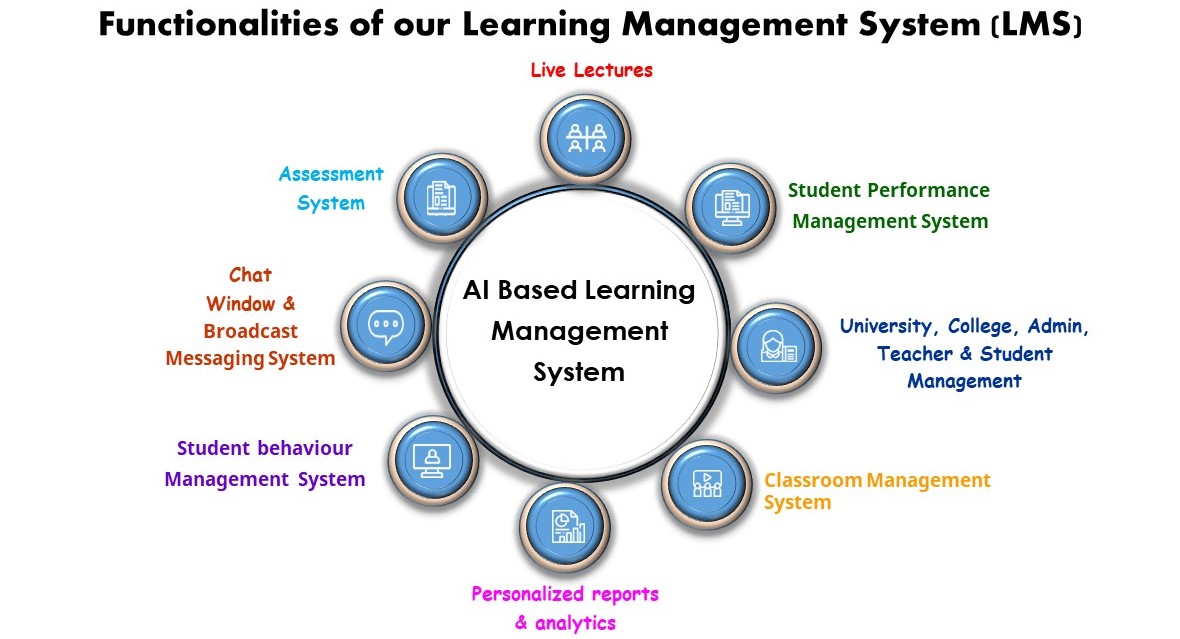 Functionalities of our Learning Management System (LMS)
Live Lectures
Assessment
System
Student Performance
Management System
Chat
Window &
Broadcast
Messaging System
AI Based Learning
Management
System
University, College, Admin,
Teacher & Student
Management
Student behaviour
Management System
Classroom Management
System
Personalized reports
& analytics